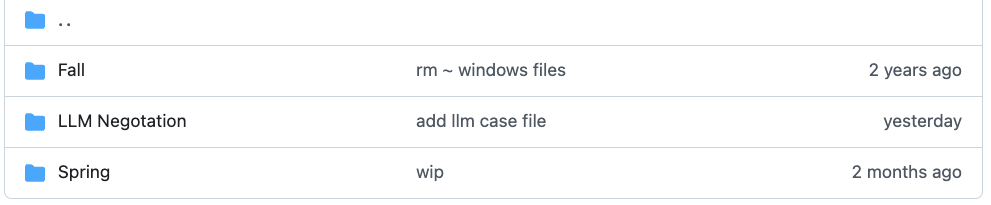 ..
Fall rm ~ windows files 2 years ago
LLM Negotation add llm case file yesterday
Spring wip 2 months ago